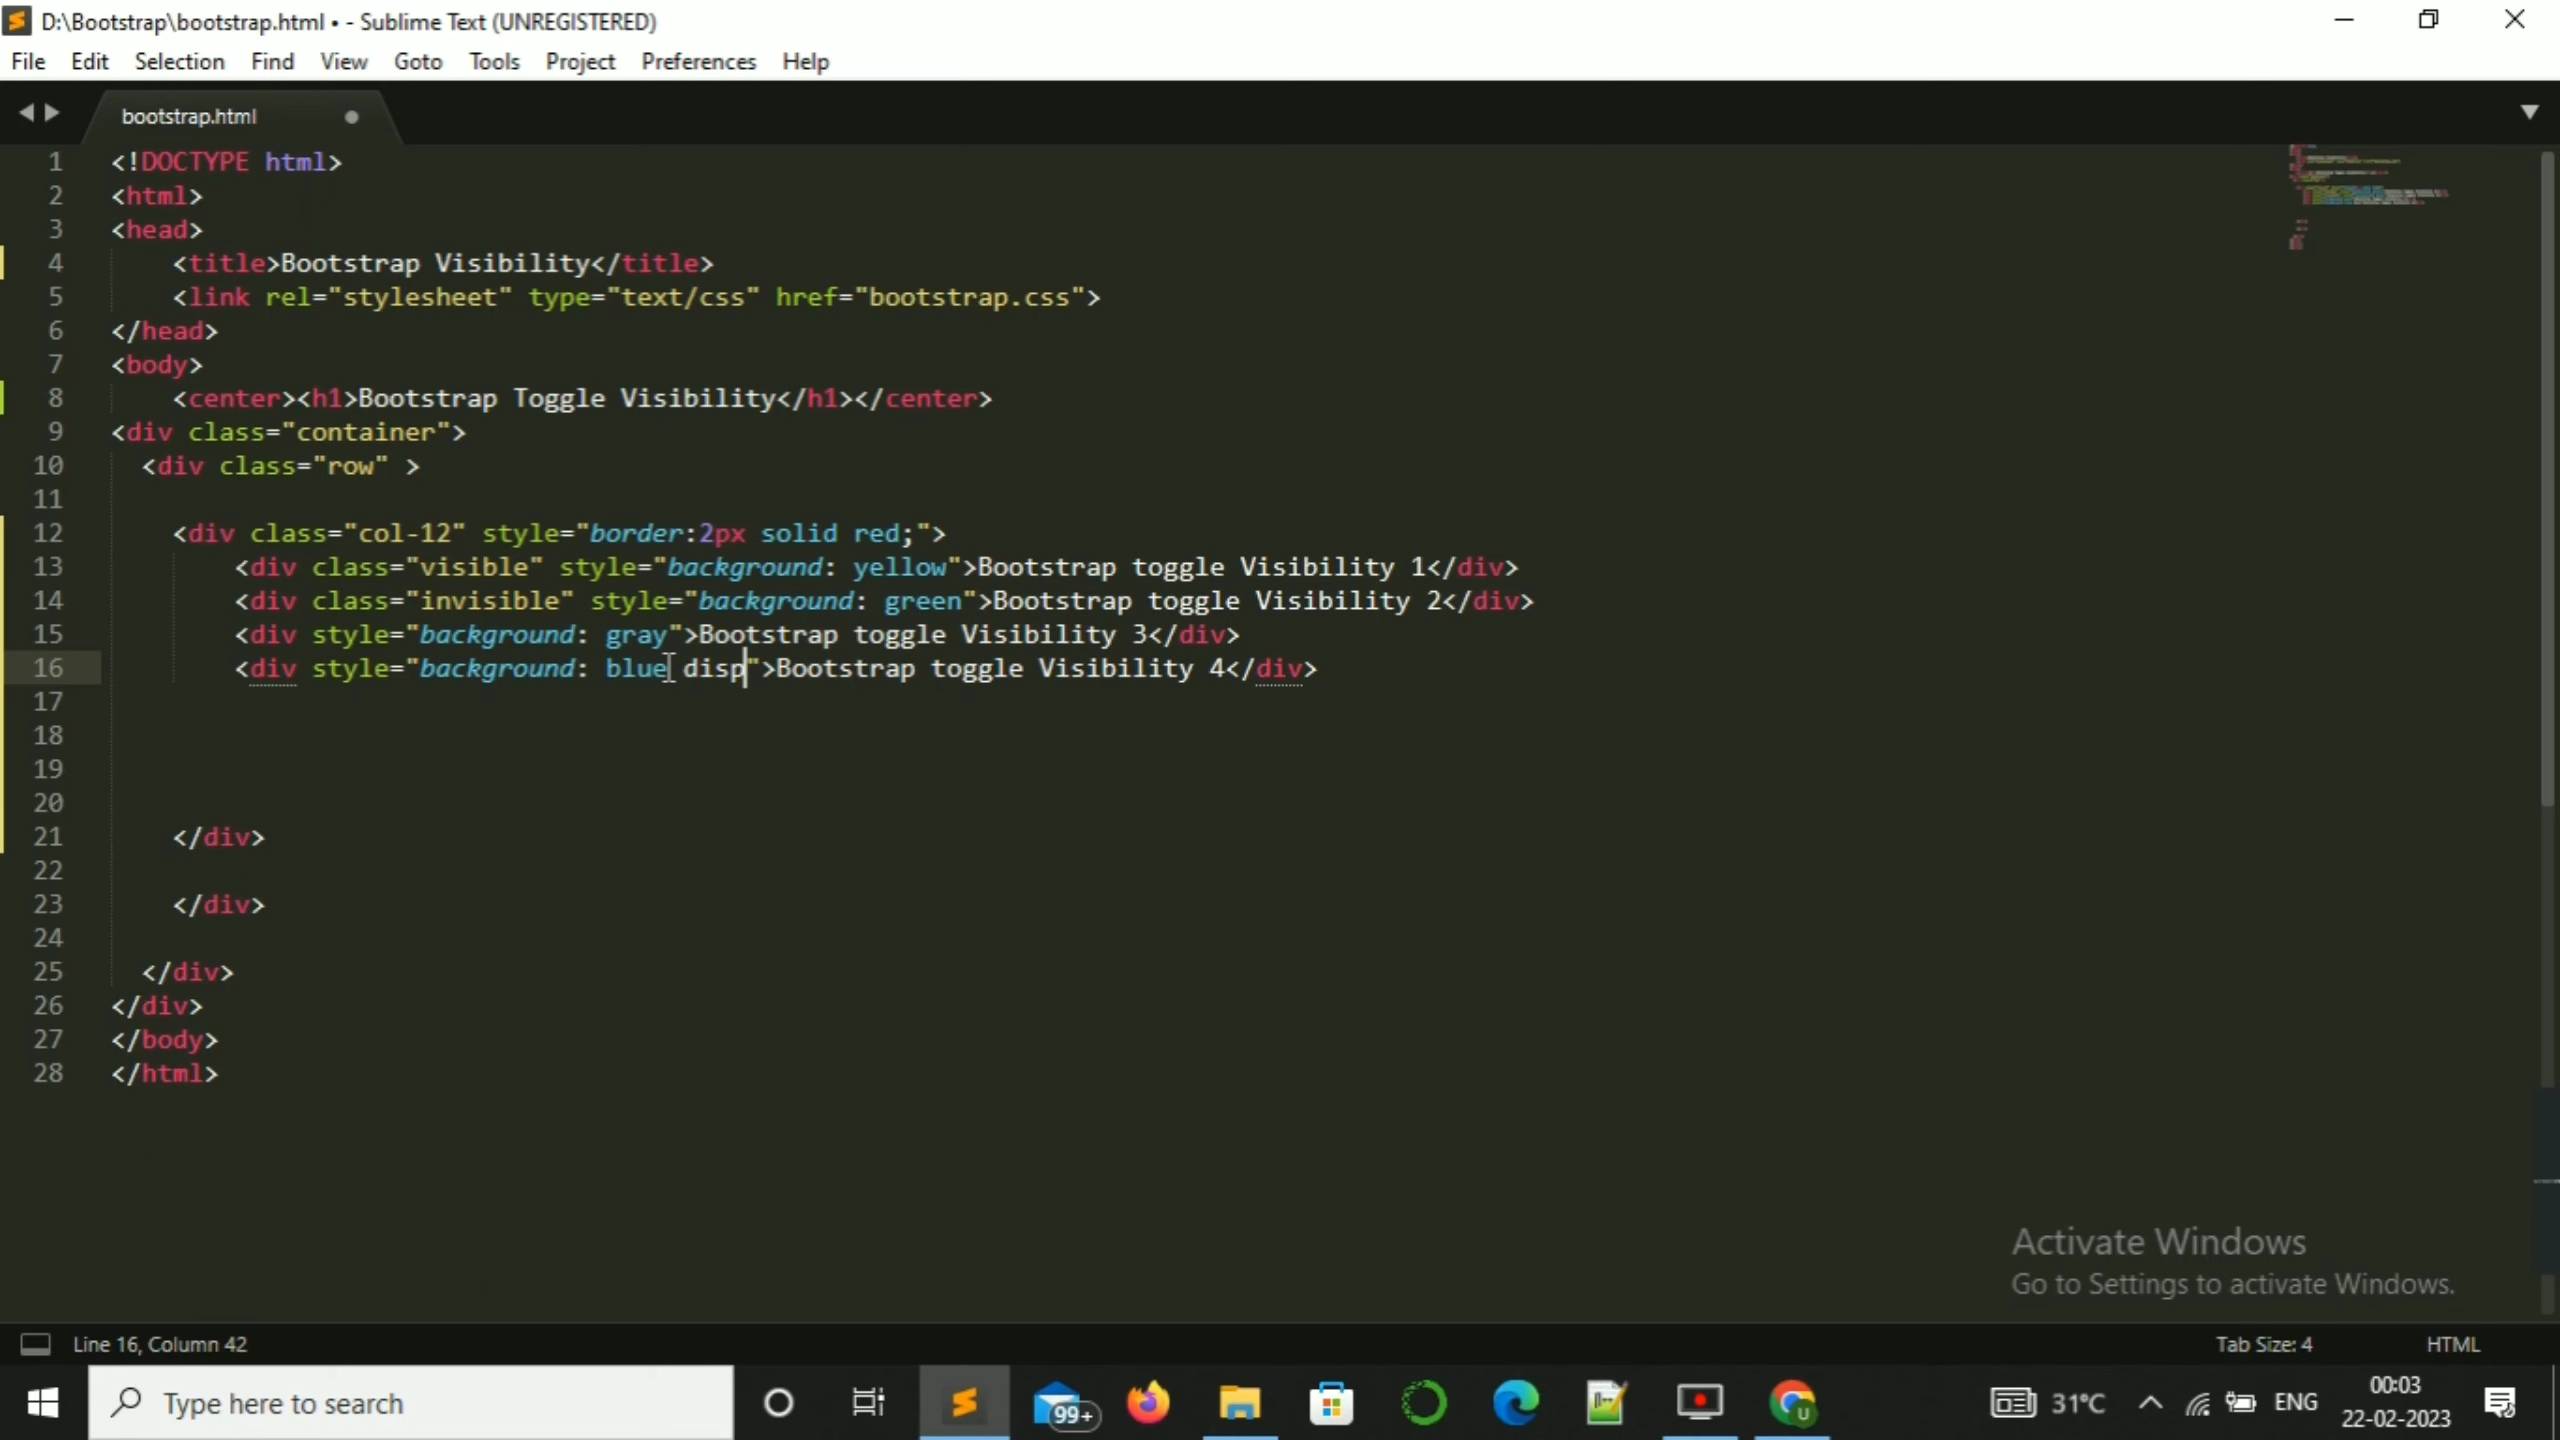 D:\Bootstrap\bootstrap.html • - Sublime Text (UNREGISTERED)
File Edit Selection Find View Goto Tools Project Preferences Help
bootstrap.html
1 <!DOCTYPE html>
2 <html>
3 <head>
4 <title>Bootstrap Visibility</title>
5 <link rel="stylesheet" type="text/css" href="bootstrap.css">
6 </head>
7 <body>
8 <center><h1>Bootstrap Toggle Visibility</h1></center>
9 <div class="container">
10 <div class="row" >
11
12 <div class="col-12" style="border:2px solid red;">
13 <div class="visible" style="background: yellow">Bootstrap toggle Visibility 1</div>
14 <div class="invisible" style="background: green">Bootstrap toggle Visibility 2</div>
15 <div style="background: gray">Bootstrap toggle Visibility 3</div>
16 <div style="background: blue disp">Bootstrap toggle Visibility 4</div>
17
18
19
20
21 </div>
22
23 </div>
24
25 </div>
26 </div>
27 </body>
28 </html>
Activate Windows
Go to Settings to activate Windows.
Line 16, Column 42 Tab Size: 4 HTML
Type here to search 99+ U 31°C ENG 00:03
22-02-2023